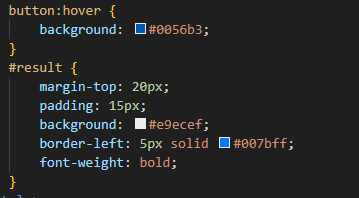 button:hover {
    background: #0056b3;
}
#result {
    margin-top: 20px;
    padding: 15px;
    background: #e9ecef;
    border-left: 5px solid #007bff;
    font-weight: bold;
}